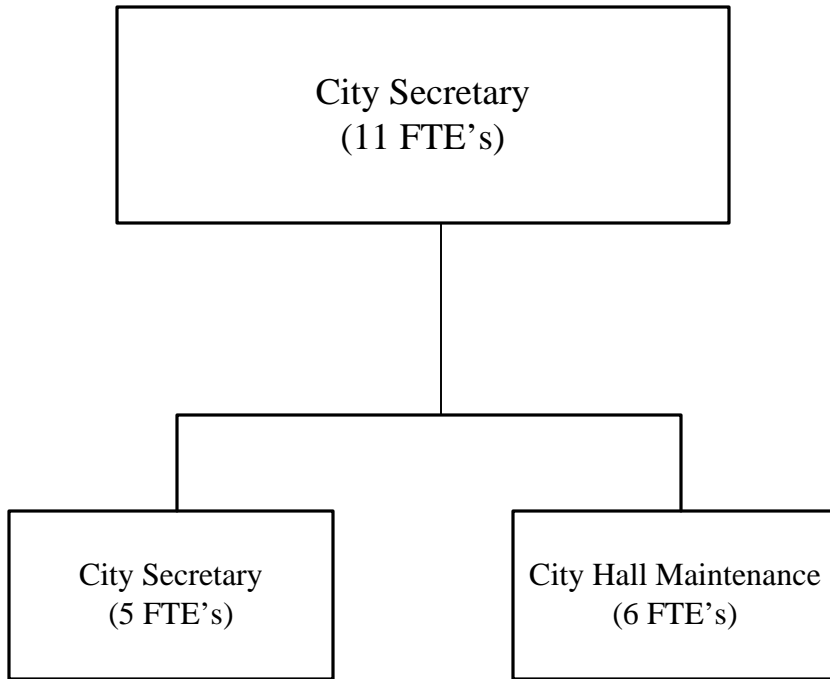 City Secretary
(11 FTE’s)
City Secretary
(5 FTE’s)
City Hall Maintenance
(6 FTE’s)